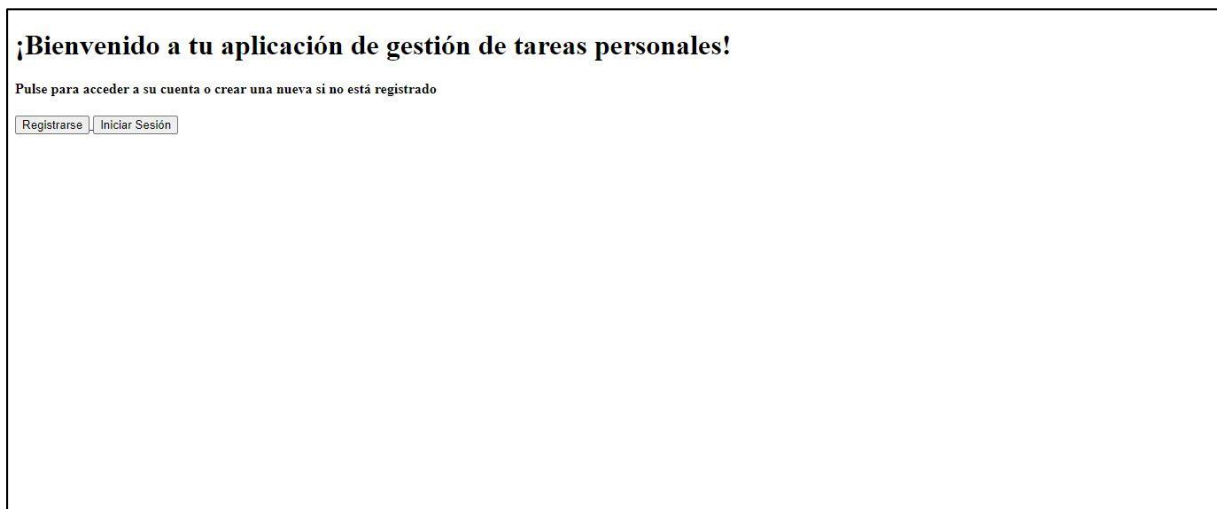 ¡Bienvenido a tu aplicación de gestión de tareas personales!
Pulse para acceder a su cuenta o crear una nueva si no está registrado
Registrarse Iniciar Sesión